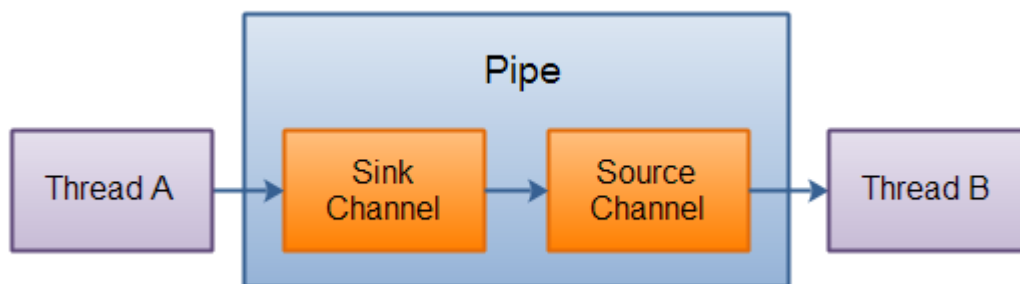 Pipe
Thread A
Sink
Channel
Source
Channel
Thread B